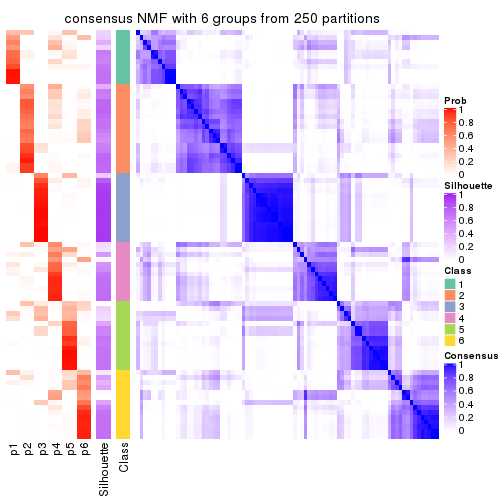 consensus NMF with 6 groups from 250 partitions
Prob
1
0.8
0.6
0.4
0.2
0
Silhouette
1
0.8
0.6
0.4
0.2
0
Class
1
2
3
4
5
6
Consensus
1
0.8
0.6
0.4
0.2
0
p1
p2
p3
p4
p5
p6
Silhouette
Class